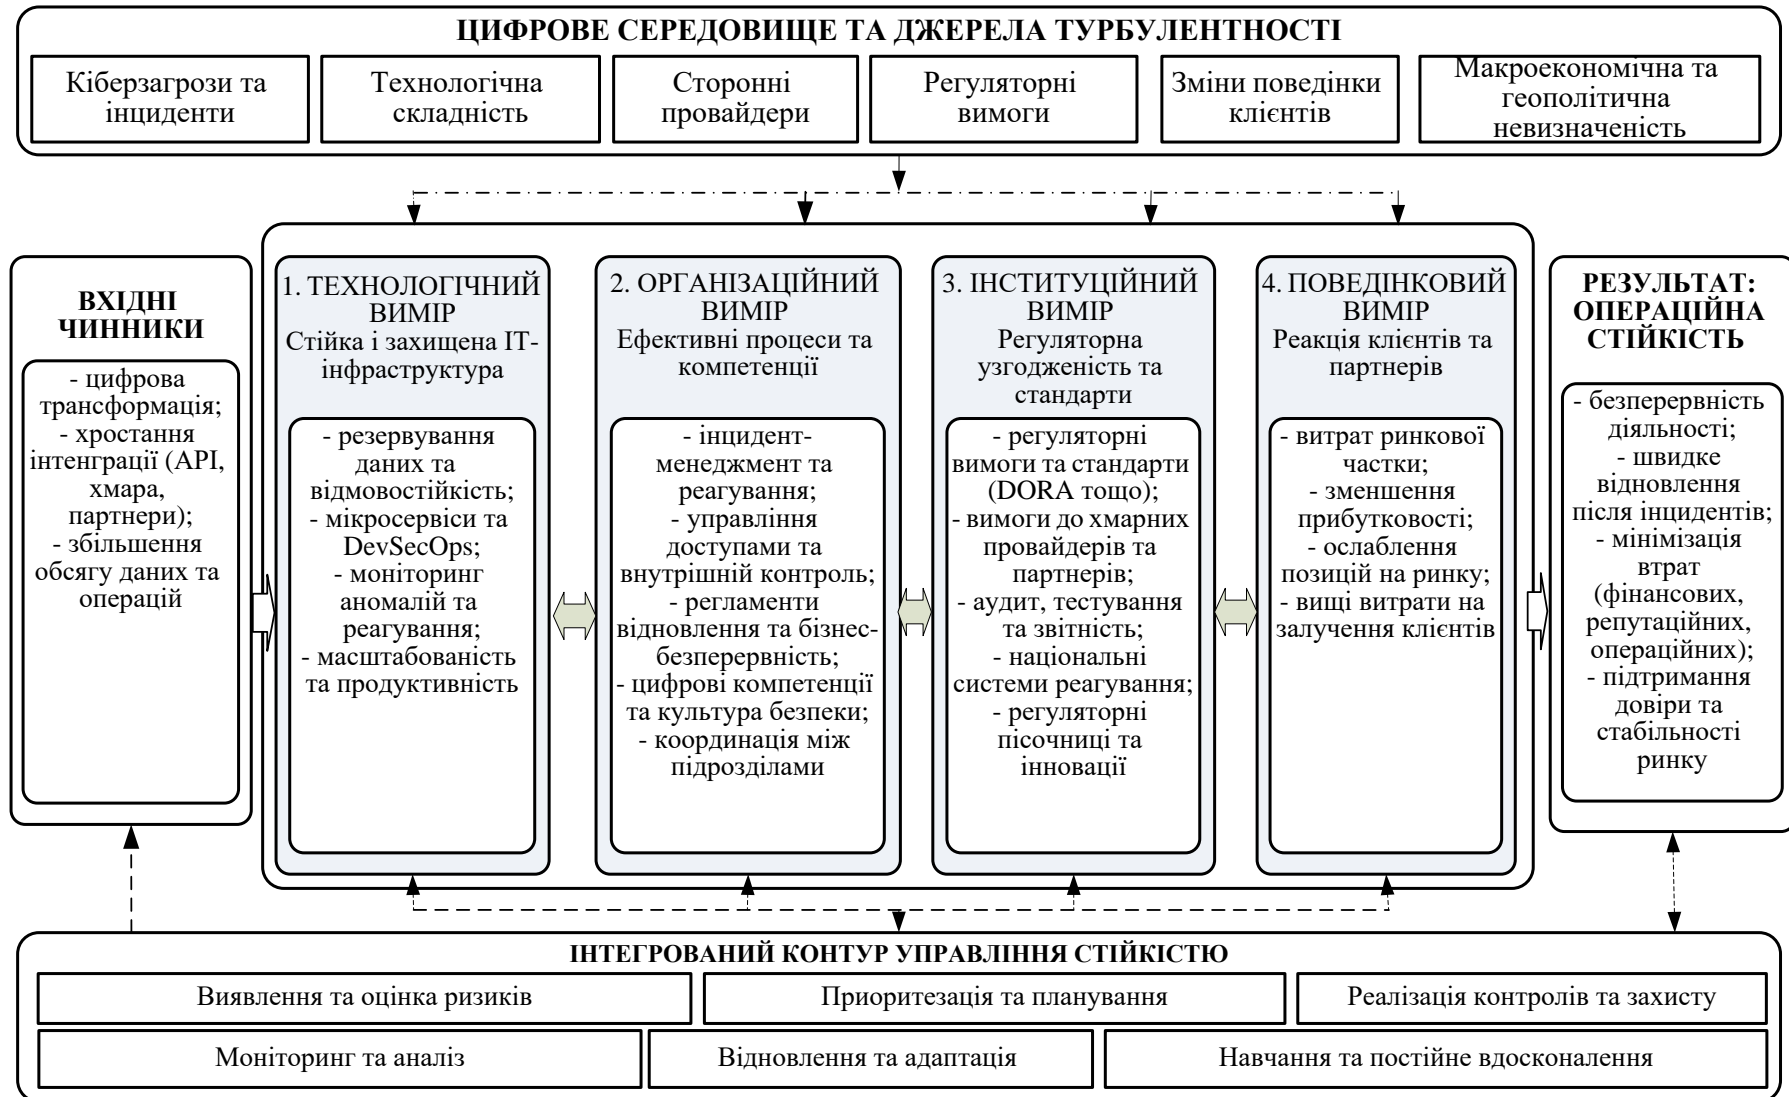 ЦИФРОВЕ СЕРЕДОВИЩЕ ТА ДЖЕРЕЛА ТУРБУЛЕНТНОСТІ
Кіберзагрози та
інциденти
Технологічна
складність
Сторонні
провайдери
Регуляторні
вимоги
Зміни поведінки
клієнтів
Макроекономічна та
геополітична
невизначеність
ВХІДНІ
ЧИННИКИ
- цифрова
трансформація;
- хростання
інтенграції (API,
хмара,
партнери);
- збільшення
обсягу даних та
операцій
1. ТЕХНОЛОГІЧНИЙ
ВИМІР
Стійка і захищена ІТ-
інфраструктура
- резервування
даних та
відмовостійкість;
- мікросервіси та
DevSecOps;
- моніторинг
аномалій та
реагування;
- масштабованість
та продуктивність
2. ОРГАНІЗАЦІЙНИЙ
ВИМІР
Ефективні процеси та
компетенції
- інцидент-
менеджмент та
реагування;
- управління
доступами та
внутрішній контроль;
- регламенти
відновлення та бізнес-
безперервність;
- цифрові компетенції
та культура безпеки;
- координація між
підрозділами
3. ІНСТИТУЦІЙНИЙ
ВИМІР
Регуляторна
узгодженість та
стандарти
- регуляторні
вимоги та стандарти
(DORA тощо);
- вимоги до хмарних
провайдерів та
партнерів;
- аудит, тестування
та звітність;
- національні
системи реагування;
- регуляторні
пісочниці та
інновації
4. ПОВЕДІНКОВИЙ
ВИМІР
Реакція клієнтів та
партнерів
- витрат ринкової
частки;
- зменшення
прибутковості;
- ослаблення
позицій на ринку;
- вищі витрати на
залучення клієнтів
РЕЗУЛЬТАТ:
ОПЕРАЦІЙНА
СТІЙКІСТЬ
- безперервність
діяльності;
- швидке
відновлення
після інцидентів;
- мінімізація
втрат
(фінансових,
репутаційних,
операційних);
- підтримання
довіри та
стабільності
ринку
ІНТЕГРОВАНИЙ КОНТУР УПРАВЛІННЯ СТІЙКІСТЮ
Виявлення та оцінка ризиків
Приоритезація та планування
Реалізація контролів та захисту
Моніторинг та аналіз
Відновлення та адаптація
Навчання та постійне вдосконалення